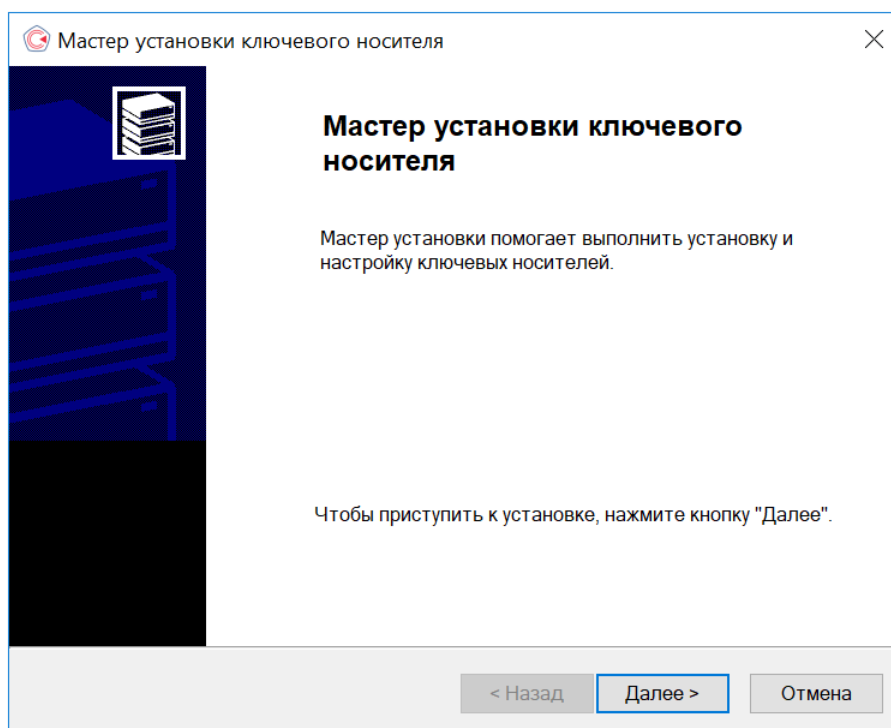 Мастер установки ключевого носителя
Мастер установки ключевого
носителя
Мастер установки помогает выполнить установку и
настройку ключевых носителей.
Чтобы приступить к установке, нажмите кнопку "Далее".
< Назад
Далее >
Отмена